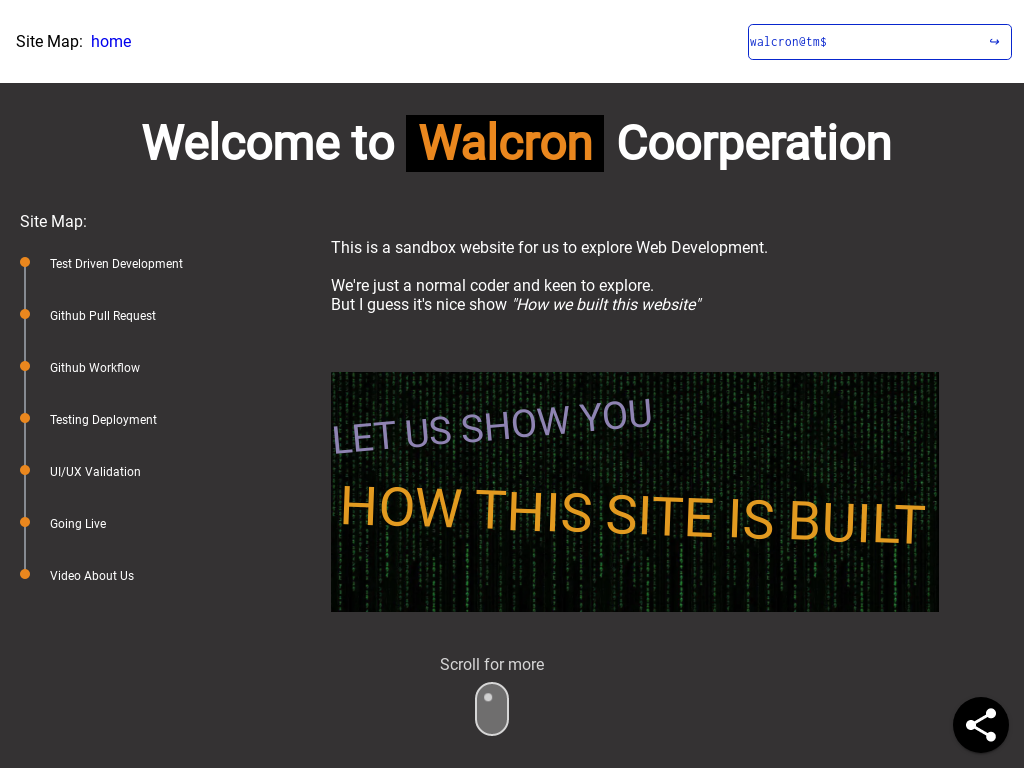 Site Map: home
walcron@tm$ ↪
Welcome to Walcron Coorperation
Site Map:
Test Driven Development
Github Pull Request
Github Workflow
Testing Deployment
UI/UX Validation
Going Live
Video About Us
This is a sandbox website for us to explore Web Development.
We're just a normal coder and keen to explore.
But I guess it's nice show "How we built this website"
LET US SHOW YOU
HOW THIS SITE IS BUILT
Scroll for more